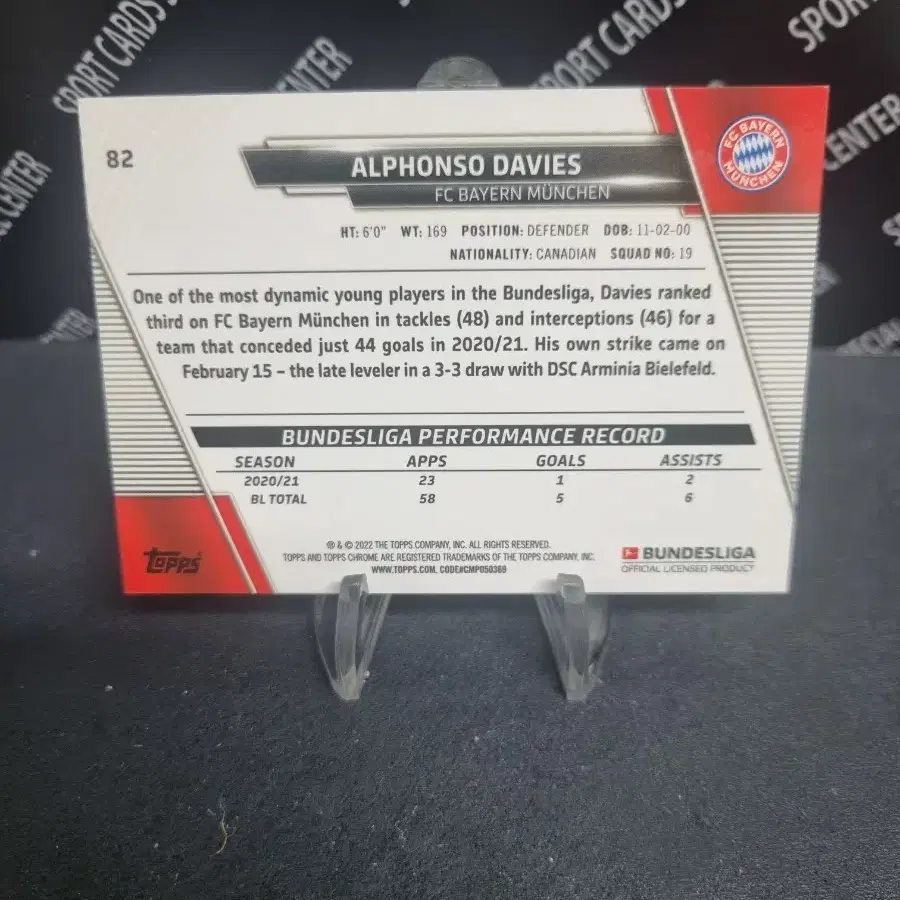 SPORT CARDS
CENTER
SPORT CARDS
SPORT
CENTER
CENTER
82
ALPHONSO DAVIES
FC BAYERN MÜNCHEN
FC BAYERN MÜNCHEN
HT: 6'0" WT: 169 POSITION: DEFENDER DOB: 11-02-00
NATIONALITY: CANADIAN SQUAD NO: 19
One of the most dynamic young players in the Bundesliga, Davies ranked
third on FC Bayern München in tackles (48) and interceptions (46) for a
team that conceded just 44 goals in 2020/21. His own strike came on
February 15 – the late leveler in a 3-3 draw with DSC Arminia Bielefeld.
BUNDESLIGA PERFORMANCE RECORD
SEASON APPS GOALS ASSISTS
2020/21 23 1 2
BL TOTAL 58 5 6
® & © 2022 THE TOPPS COMPANY, INC. ALL RIGHTS RESERVED.
TOPPS AND TOPPS CHROME ARE REGISTERED TRADEMARKS OF THE TOPPS COMPANY, INC.
WWW.TOPPS.COM. CODE#CMP050369
topps
BUNDESLIGA
OFFICIAL LICENSED PRODUCT